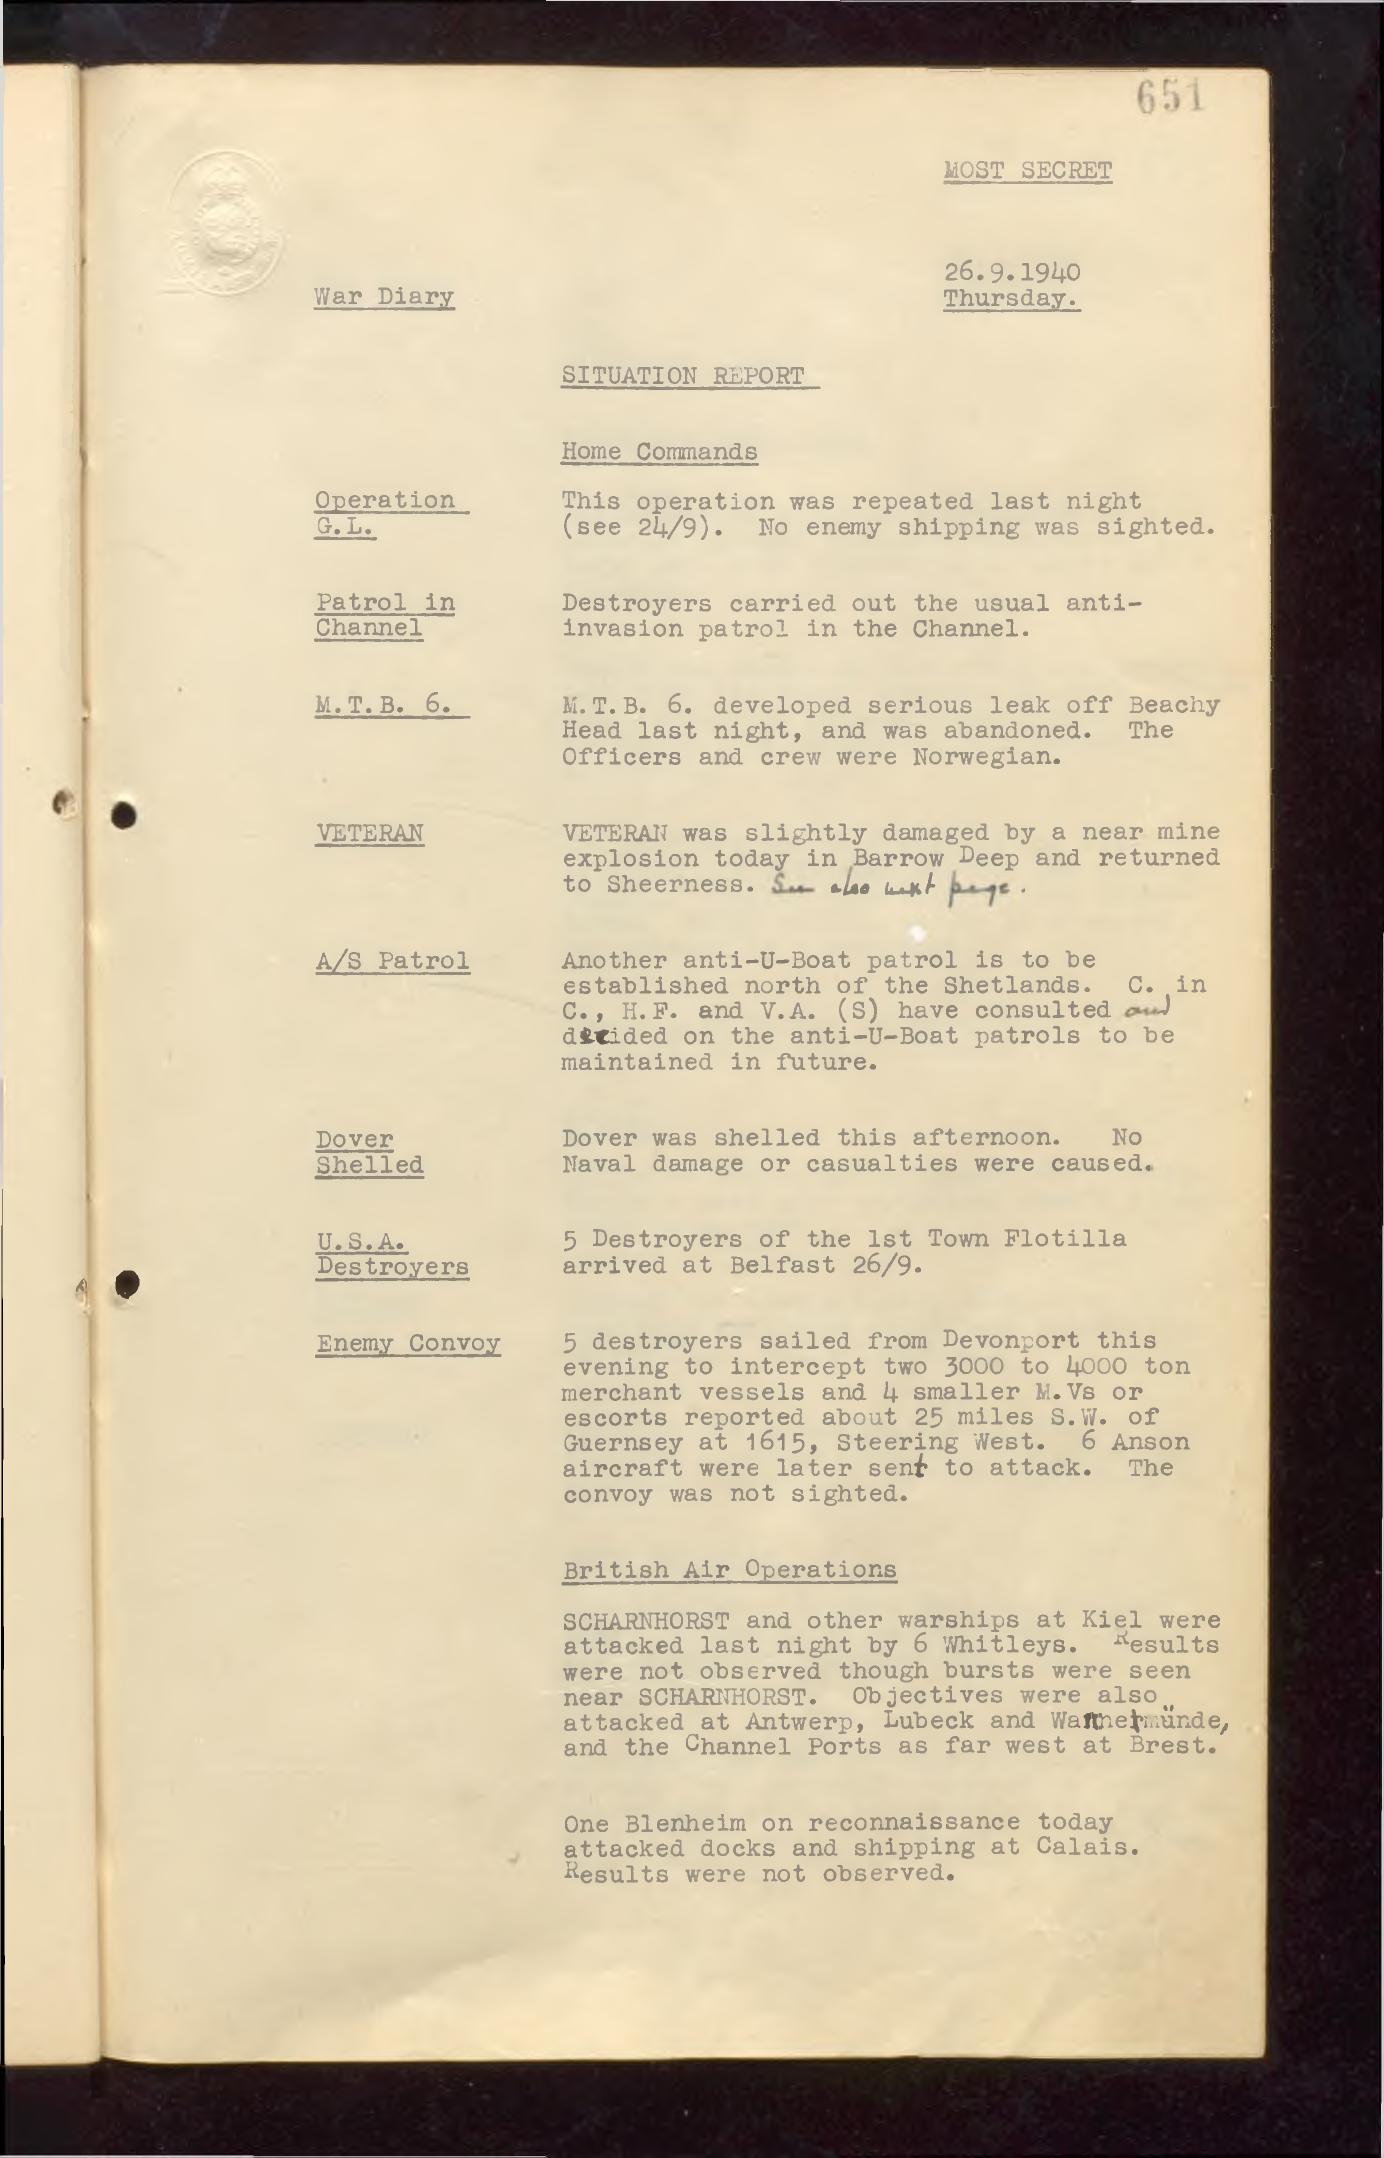 651
MOST SECRET
26.9.1940
War Diary
Thursday.
SITUATION REPORT
Home Commands
Operation
G.L.
This operation was repeated last night
(see 24/9). No enemy shipping was sighted.
Patrol in
Channel
Destroyers carried out the usual anti-
invasion patrol in the Channel.
M.T.B. 6.
M.T.B. 6. developed serious leak off Beachy
Head last night, and was abandoned. The
Officers and crew were Norwegian.
VETERAN
VETERAN was slightly damaged by a near mine
explosion today in Barrow Deep and returned
to Sheerness. See also next page.
A/S Patrol
Another anti-U-Boat patrol is to be
established north of the Shetlands. C. in
C., H.F. and V.A. (S) have consulted and
decided on the anti-U-Boat patrols to be
maintained in future.
Dover
Shelled
Dover was shelled this afternoon. No
Naval damage or casualties were caused.
U.S.A.
Destroyers
5 Destroyers of the 1st Town Flotilla
arrived at Belfast 26/9.
Enemy Convoy
5 destroyers sailed from Devonport this
evening to intercept two 3000 to 4000 ton
merchant vessels and 4 smaller M.Vs or
escorts reported about 25 miles S.W. of
Guernsey at 1615, Steering West. 6 Anson
aircraft were later sent to attack. The
convoy was not sighted.
British Air Operations
SCHARNHORST and other warships at Kiel were
attacked last night by 6 Whitleys. Results
were not observed though bursts were seen
near SCHARNHORST. Objectives were also
attacked at Antwerp, Lubeck and
and the Channel Ports as far west at Brest.
One Blenheim on reconnaissance today
attacked docks and shipping at Calais.
Results were not observed.